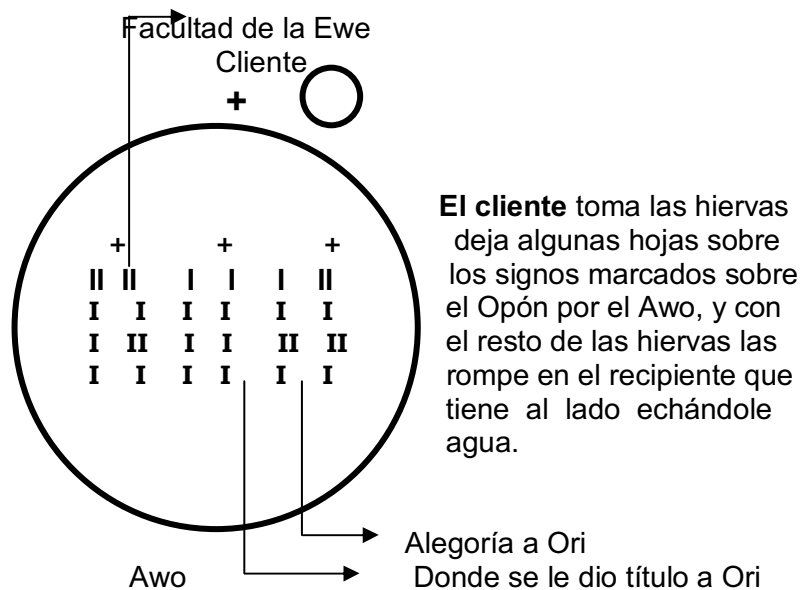 Facultad de la Ewe
Cliente
+
+ + +
II II I I I II
I I I I I I
I II I I II II
I I I I I I
El cliente toma las hiervas
deja algunas hojas sobre
los signos marcados sobre
el Opón por el Awo, y con
el resto de las hiervas las
rompe en el recipiente que
tiene al lado echándole
agua.
Alegoría a Ori
Awo Donde se le dio título a Ori